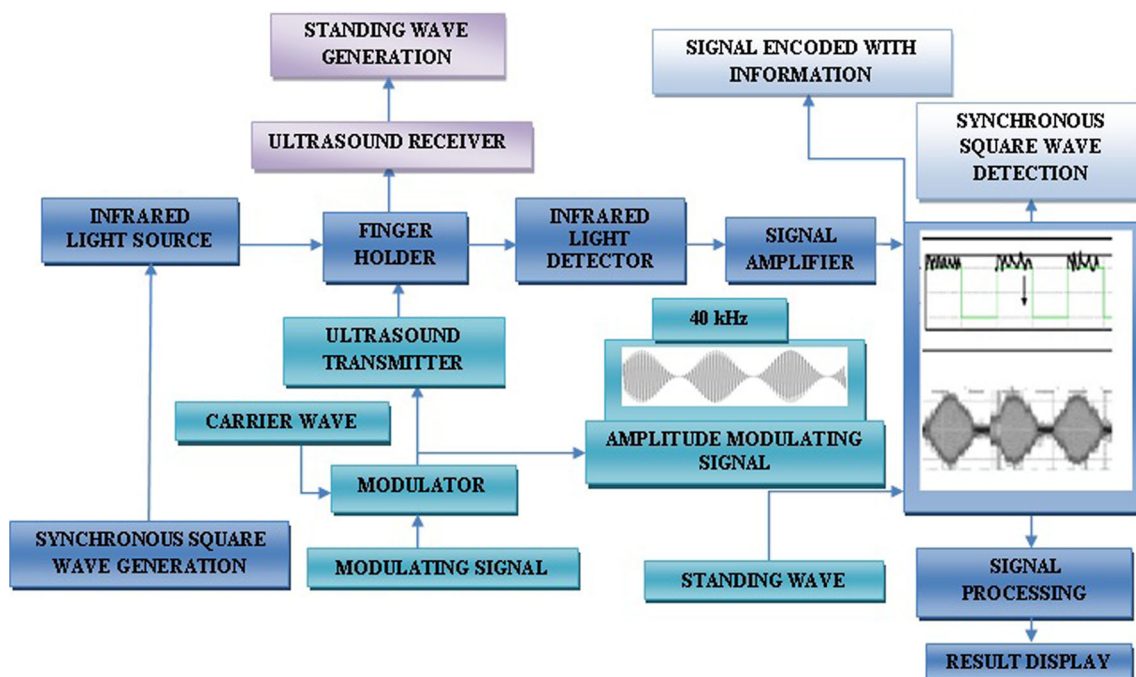 STANDING WAVE
GENERATION
SIGNAL ENCODED WITH
INFORMATION
ULTRASOUND RECEIVER
SYNCHRONOUS
SQUARE WAVE
DETECTION
INFRARED
LIGHT SOURCE
FINGER
HOLDER
INFRARED
LIGHT
DETECTOR
SIGNAL
AMPLIFIER
ULTRASOUND
TRANSMITTER
40 kHz
CARRIER WAVE
AMPLITUDE MODULATING
SIGNAL
MODULATOR
SYNCHRONOUS SQUARE
WAVE GENERATION
MODULATING SIGNAL
STANDING WAVE
SIGNAL
PROCESSING
RESULT DISPLAY